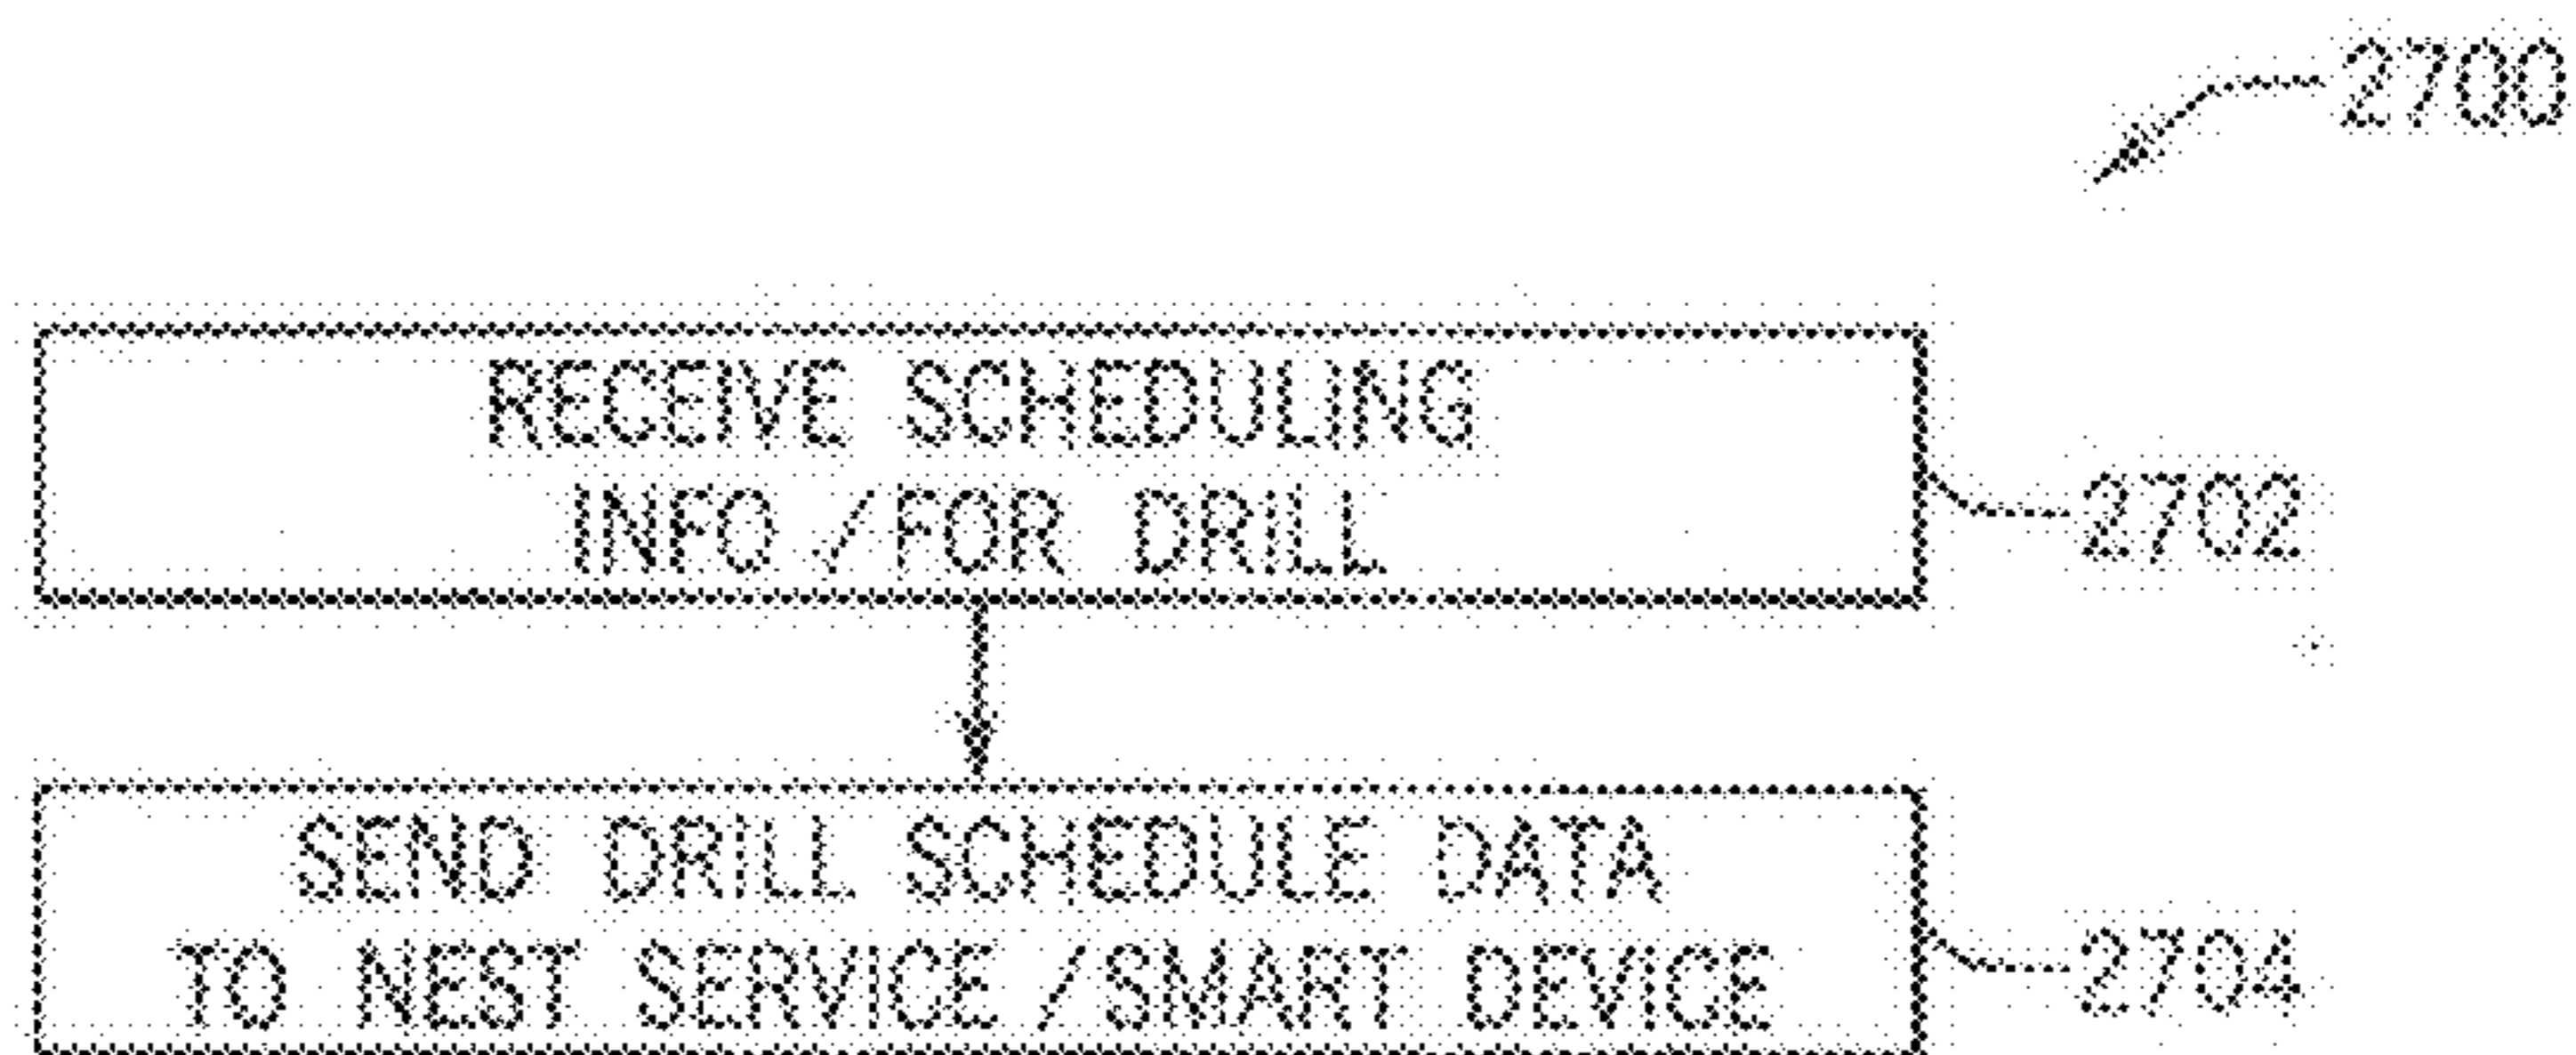 2700
RECEIVE SCHEDULING
INFO /FOR DRILL
2702
SEND DRILL SCHEDULE DATA
TO NEST SERVICE /SMART DEVICE
2704